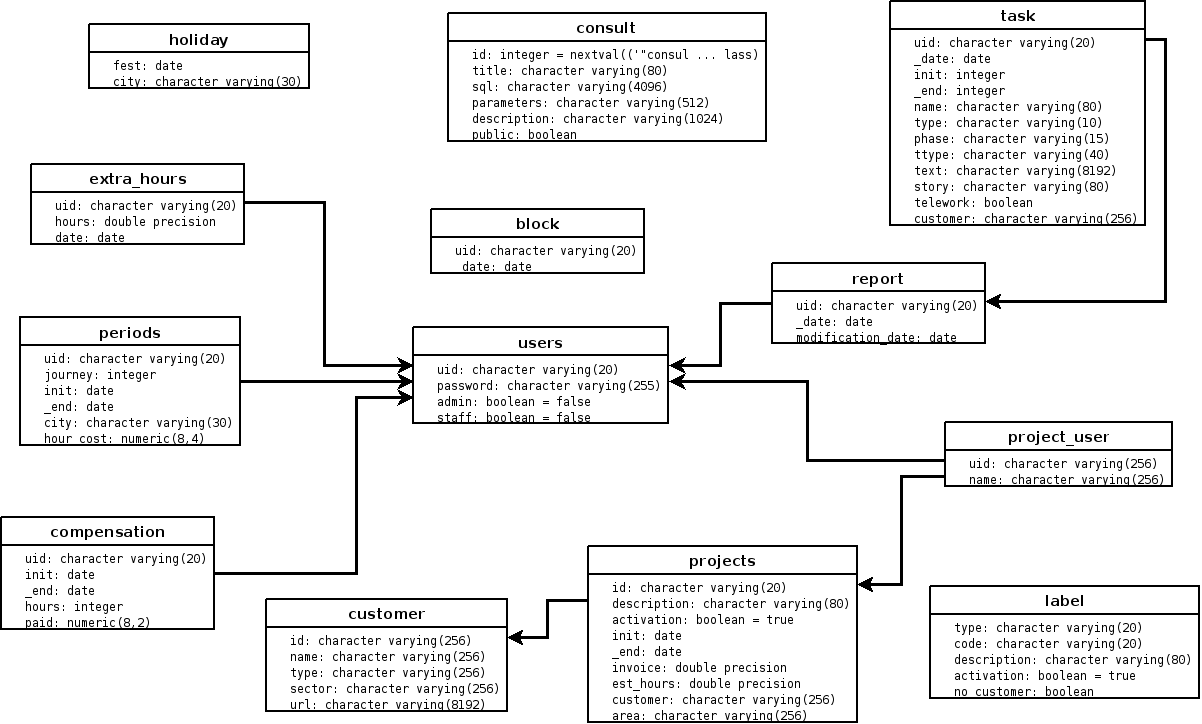 holiday
fest: date
city: character varying(30)
consult
id: integer = nextval(('"consul ... lass)
title: character varying(80)
sql: character varying(4096)
parameters: character varying(512)
description: character varying(1024)
public: boolean
task
uid: character varying(20)
_date: date
init: integer
_end: integer
name: character varying(80)
type: character varying(10)
phase: character varying(15)
ttype: character varying(40)
text: character varying(8192)
story: character varying(80)
telework: boolean
customer: character varying(256)
extra_hours
uid: character varying(20)
hours: double precision
date: date
block
uid: character varying(20)
_date: date
report
uid: character varying(20)
_date: date
modification_date: date
periods
uid: character varying(20)
journey: integer
init: date
_end: date
city: character varying(30)
hour_cost: numeric(8,4)
users
uid: character varying(20)
password: character varying(255)
admin: boolean = false
staff: boolean = false
project_user
uid: character varying(256)
name: character varying(256)
compensation
uid: character varying(20)
init: date
_end: date
hours: integer
paid: numeric(8,2)
customer
id: character varying(256)
name: character varying(256)
type: character varying(256)
sector: character varying(256)
url: character varying(8192)
projects
id: character varying(20)
description: character varying(80)
activation: boolean = true
init: date
_end: date
invoice: double precision
est_hours: double precision
customer: character varying(256)
area: character varying(256)
label
type: character varying(20)
code: character varying(20)
description: character varying(80)
activation: boolean = true
no_customer: boolean